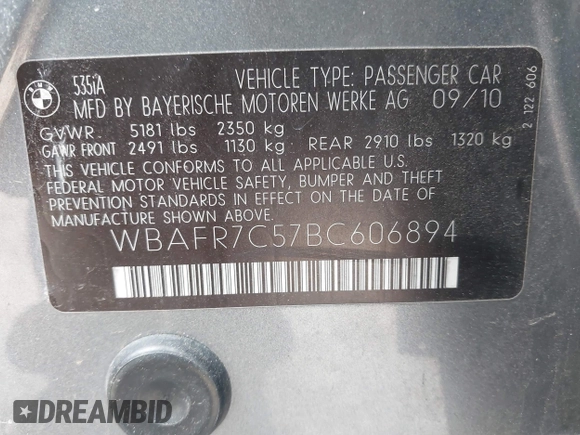 BMW
535iA
VEHICLE TYPE: PASSENGER CAR
MFD BY BAYERISCHE MOTOREN WERKE AG 09/10
GVWR 5181 lbs 2350 kg
GAWR FRONT 2491 lbs 1130 kg REAR 2910 lbs 1320 kg
THIS VEHICLE CONFORMS TO ALL APPLICABLE U.S.
FEDERAL MOTOR VEHICLE SAFETY, BUMPER AND THEFT
PREVENTION STANDARDS IN EFFECT ON THE DATE OF
MANUFACTURE SHOWN ABOVE.
WBAFR7C57BC606894
2 122 606
DREAMBID